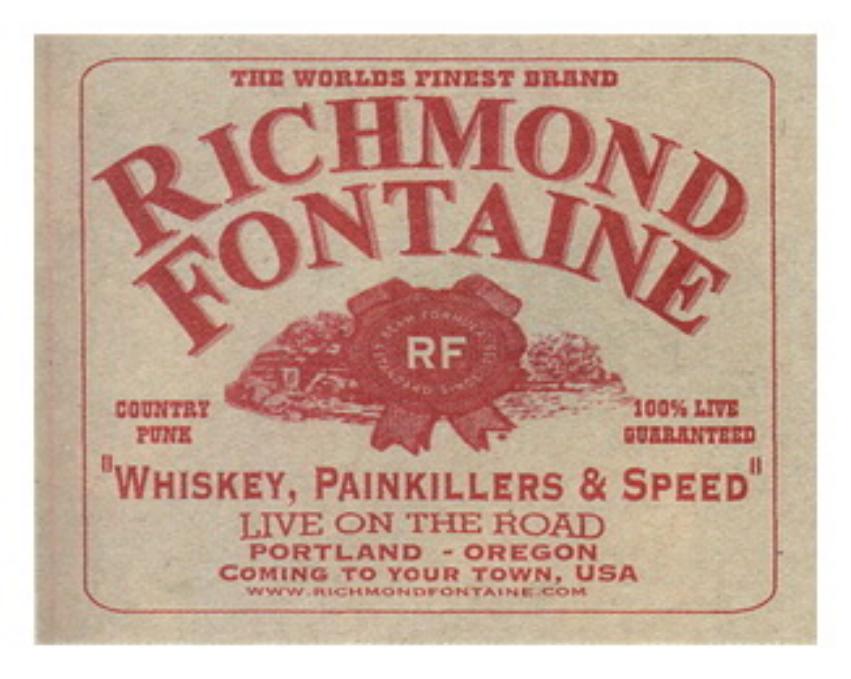 THE WORLDS FINEST BRAND
RICHMOND
FONTAINE
RF
COUNTRY
PUNK
100% LIVE
GUARANTEED
"WHISKEY, PAINKILLERS & SPEED"
LIVE ON THE ROAD
PORTLAND - OREGON
COMING TO YOUR TOWN, USA
WWW.RICHMONDFONTAINE.COM